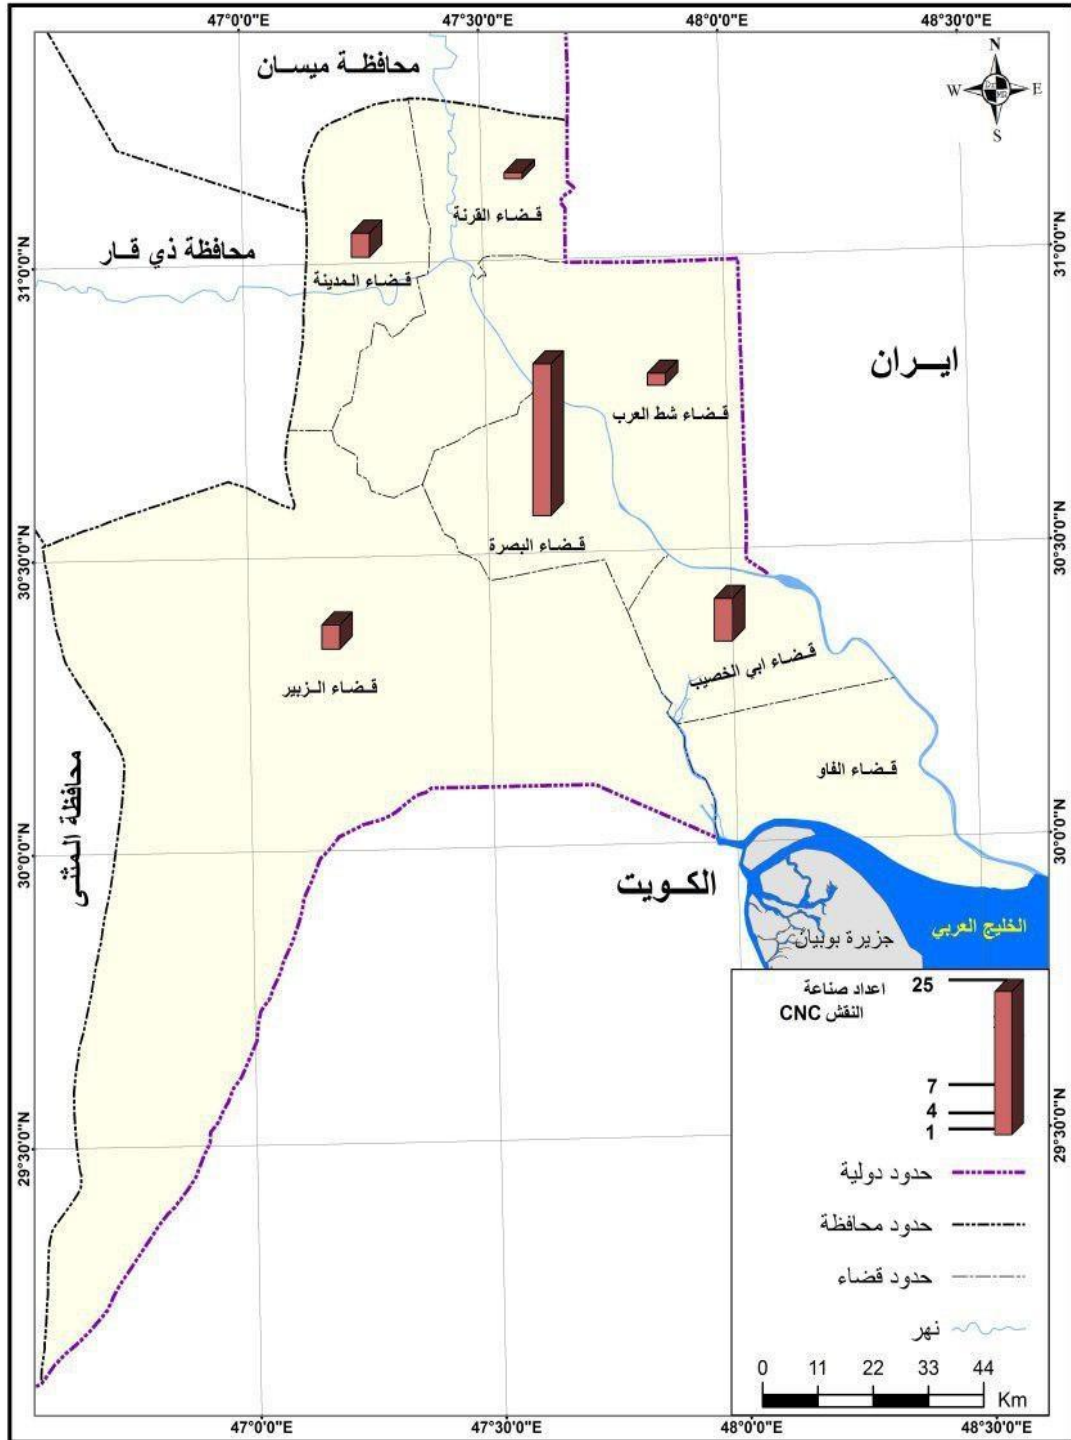 47°0'0"E 47°30'0"E 48°0'0"E 48°30'0"E
N
W E
S
محافظـة ميسـان
قـضاء القرنة
محافظة ذي قـار
قـضاء المدينة
31°0'0"N
31°0'0"N
ايـران
قـضاء شط العرب
قـضاء البصرة
30°30'0"N
30°30'0"N
قـضاء ابي الخصيب
قـضاء الـزبير
قـضاء الفاو
محافظة الـمثنـى
30°0'0"N
30°0'0"N
الكـويت
الخليج العربي
جزيرة بوبيان
اعداد صناعة
النقش CNC
25
7
4
1
29°30'0"N
29°30'0"N
حدود دولية
حدود محافظة
حدود قضاء
نهر
0 11 22 33 44
Km
47°0'0"E 47°30'0"E 48°0'0"E 48°30'0"E